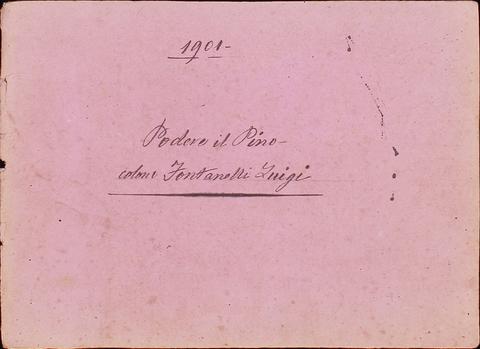 1901-
Podere il Pino-
colono Fontanelli Luigi